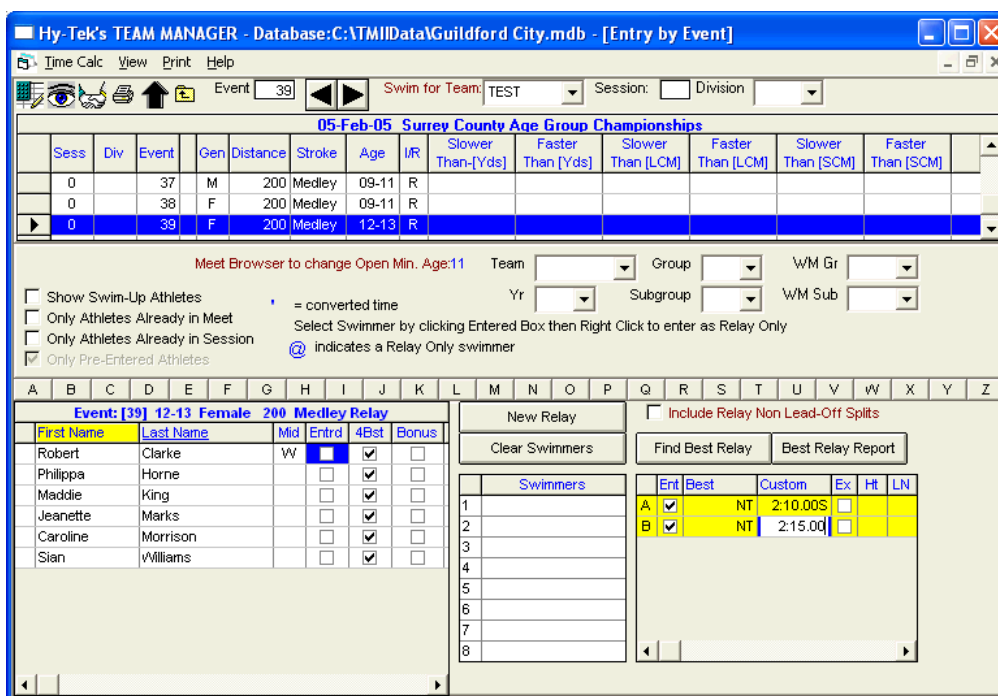 Hy-Tek's TEAM MANAGER - Database:C:\TMIIData\Guildford City.mdb - [Entry by Event]
Time Calc View Print Help
Event 39 Swim for Team: TEST Session: Division
05-Feb-05 Surrey County Age Group Championships
Sess Div Event Gen Distance Stroke Age I/R Slower Than-[Yds] Faster Than [Yds] Slower Than [LCM] Faster Than [LCM] Slower Than [SCM] Faster Than [SCM]
0 37 M 200 Medley 09-11 R
0 38 F 200 Medley 09-11 R
0 39 F 200 Medley 12-13 R
Meet Browser to change Open Min. Age:11 Team Group WM Gr
Show Swim-Up Athletes ' = converted time Yr Subgroup WM Sub
Only Athletes Already in Meet Select Swimmer by clicking Entered Box then Right Click to enter as Relay Only
Only Athletes Already in Session @ indicates a Relay Only swimmer
Only Pre-Entered Athletes
A B C D E F G H I J K L M N O P Q R S T U V W X Y Z
Event: [39] 12-13 Female 200 Medley Relay
First Name Last Name Mid Entrd 4Bst Bonus
Robert Clarke W
Philippa Horne
Maddie King
Jeanette Marks
Caroline Morrison
Sian Williams
New Relay
Clear Swimmers
Include Relay Non Lead-Off Splits
Find Best Relay Best Relay Report
Swimmers
1
2
3
4
5
6
7
8
Ent Best Custom Ex Ht LN
A NT 2:10.00S
B NT 2:15.00